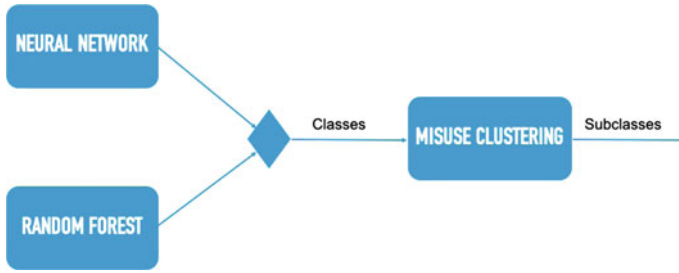 NEURAL NETWORK
Classes
MISUSE CLUSTERING
Subclasses
RANDOM FOREST